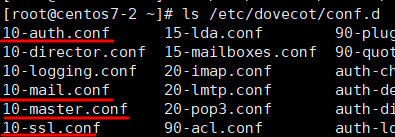 [root@centos7-2 ~]# ls /etc/dovecot/conf.d
10-auth.conf 15-lda.conf 90-plug
10-director.conf 15-mailboxes.conf 90-quot
10-logging.conf 20-imap.conf auth-ch
10-mail.conf 20-lmtp.conf auth-de
10-master.conf 20-pop3.conf auth-di
10-ssl.conf 90-acl.conf auth-